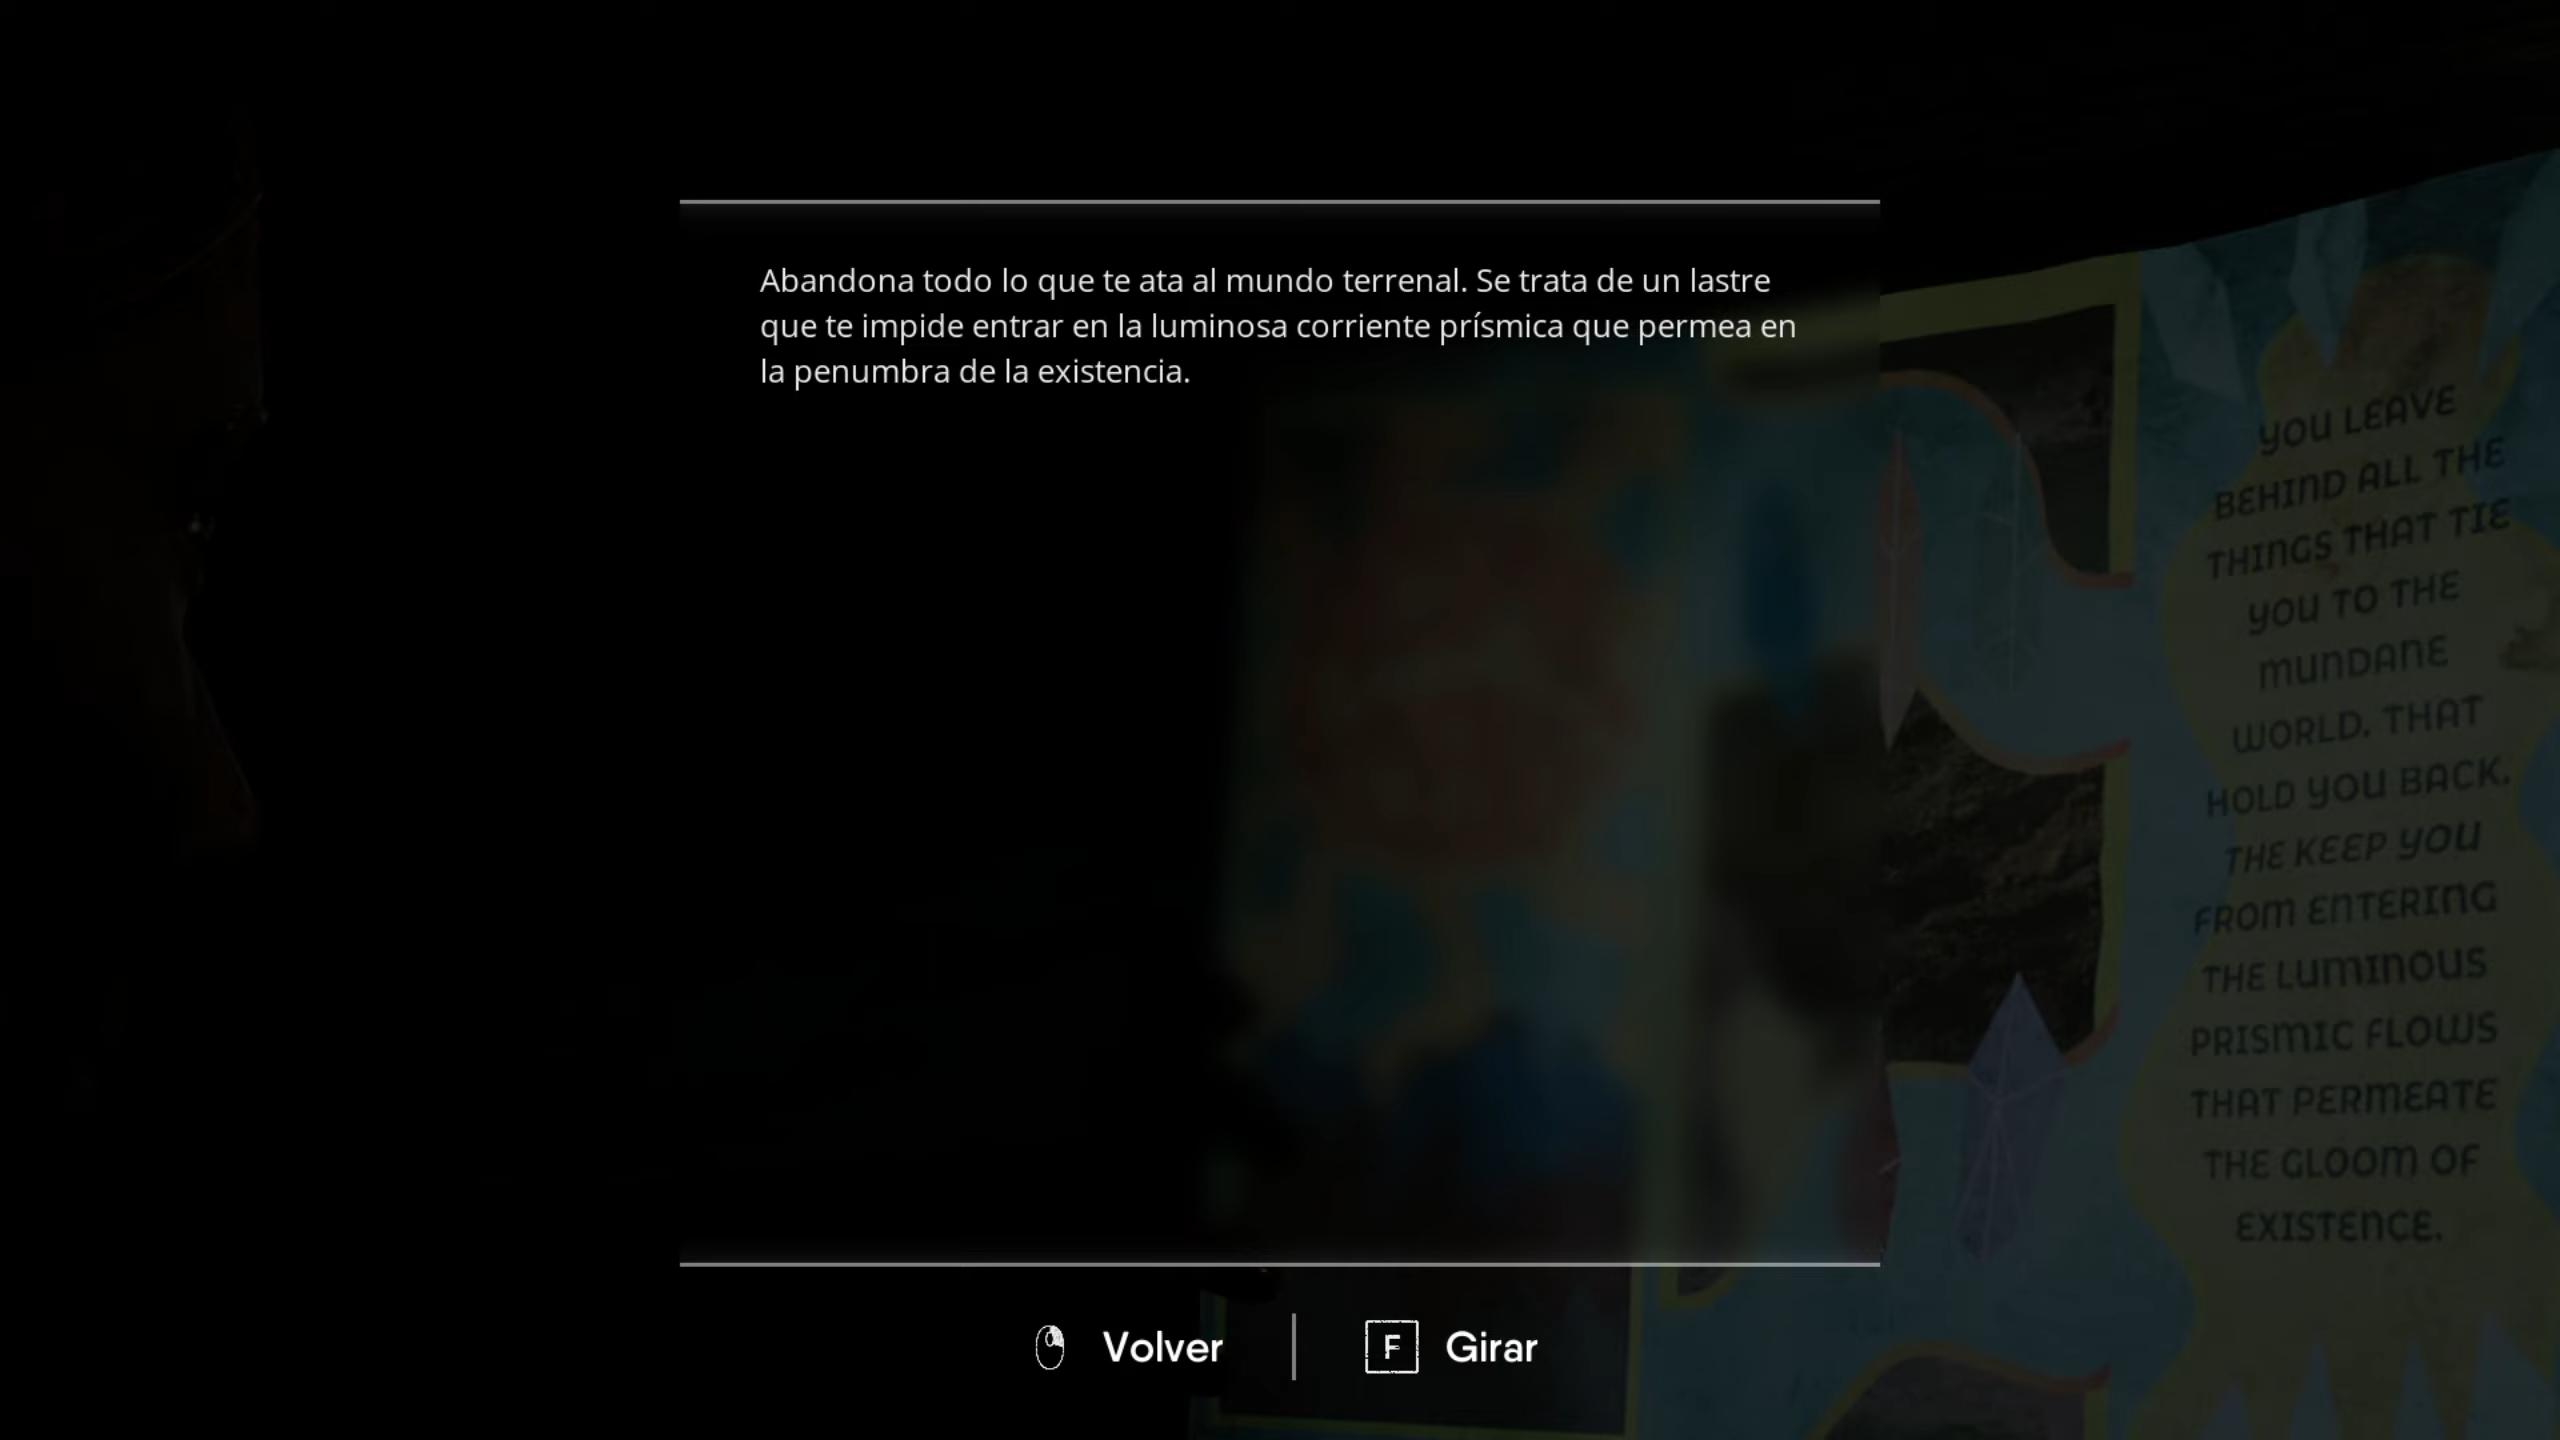 Abandona todo lo que te ata al mundo terrenal. Se trata de un lastre
que te impide entrar en la luminosa corriente prísmica que permea en
la penumbra de la existencia.
YOU LEAVE
BEHIND ALL THE
THINGS THAT TIE
YOU TO THE
MUNDANE
WORLD. THAT
HOLD YOU BACK.
THE KEEP YOU
FROM ENTERING
THE LUMINOUS
PRISMIC FLOWS
THAT PERMEATE
THE GLOOM OF
EXISTENCE.
Volver
F Girar